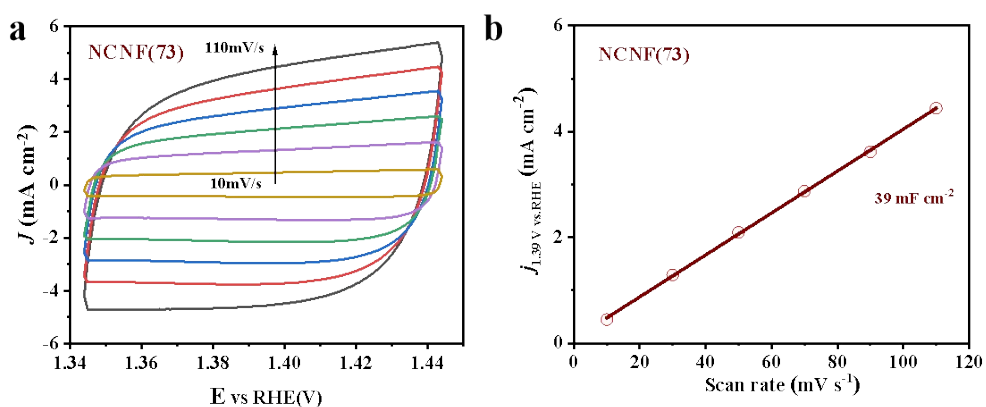 a
NCNF(73)
110mV/s
10mV/s
J (mA cm-2)
6
4
2
0
-2
-4
-6
1.34
1.36
1.38
1.40
1.42
1.44
E vs RHE(V)
b
NCNF(73)
39 mF cm-2
j1.39 V vs.RHE (mA cm-2)
6
4
2
0
0
20
40
60
80
100
120
Scan rate (mV s-1)